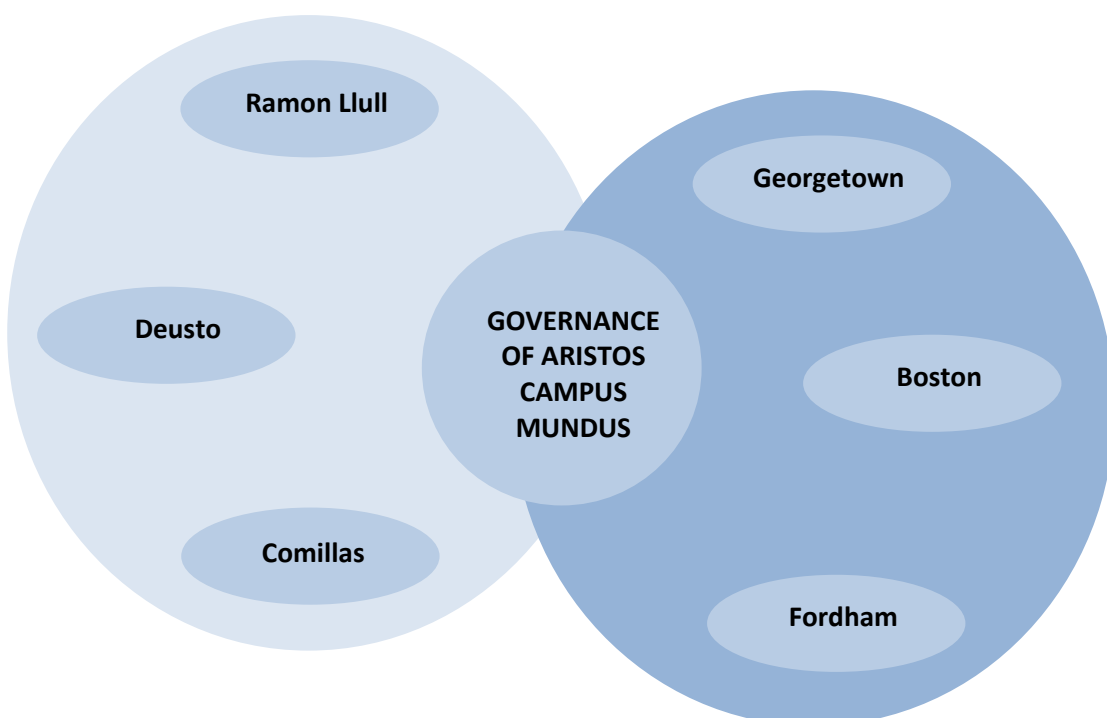 Ramon Llull
Georgetown
Deusto
GOVERNANCE
OF ARISTOS
CAMPUS
MUNDUS
Boston
Comillas
Fordham